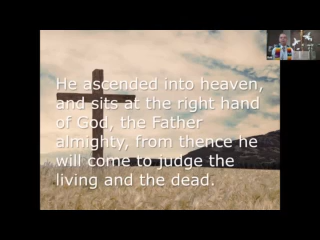 He ascended into heaven,
and sits at the right hand
of God, the Father
almighty, from thence he
will come to judge the
living and the dead.